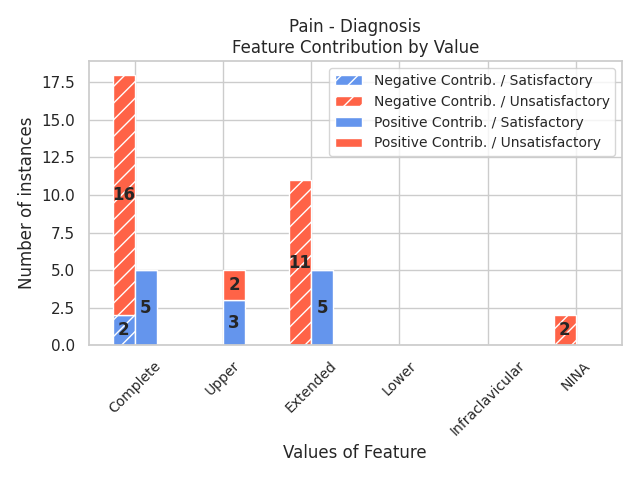 Pain - Diagnosis
Feature Contribution by Value
Negative Contrib. / Satisfactory
Negative Contrib. / Unsatisfactory
Positive Contrib. / Satisfactory
Positive Contrib. / Unsatisfactory
Number of instances
17.5
15.0
12.5
10.0
7.5
5.0
2.5
0.0
16
2
5
2
3
11
5
2
Complete
Upper
Extended
Lower
Infraclavicular
NINA
Values of Feature